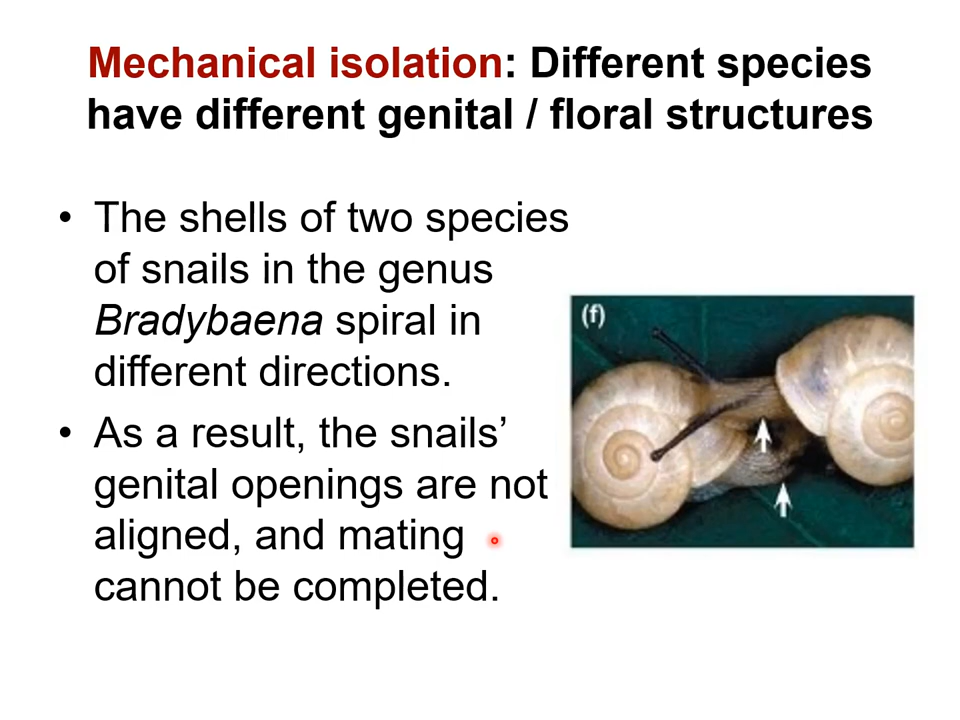 Mechanical isolation: Different species
have different genital / floral structures
• The shells of two species
of snails in the genus
Bradybaena spiral in
different directions.
• As a result, the snails’
genital openings are not
aligned, and mating
cannot be completed.
(f)